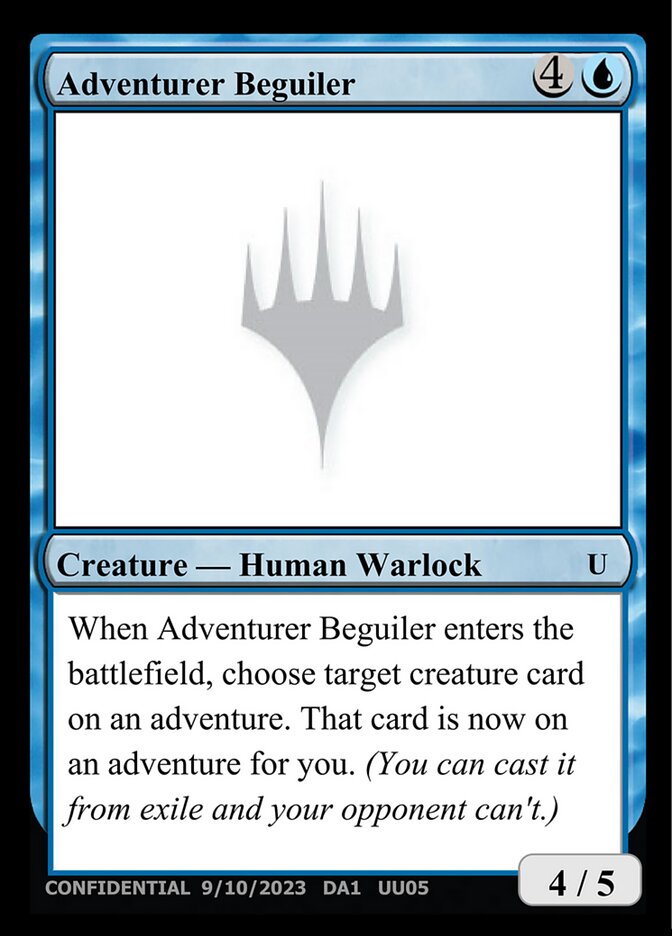 Adventurer Beguiler 4
Creature — Human Warlock U
When Adventurer Beguiler enters the
battlefield, choose target creature card
on an adventure. That card is now on
an adventure for you. (You can cast it
from exile and your opponent can't.)
CONFIDENTIAL 9/10/2023 DA1 UU05
4 / 5